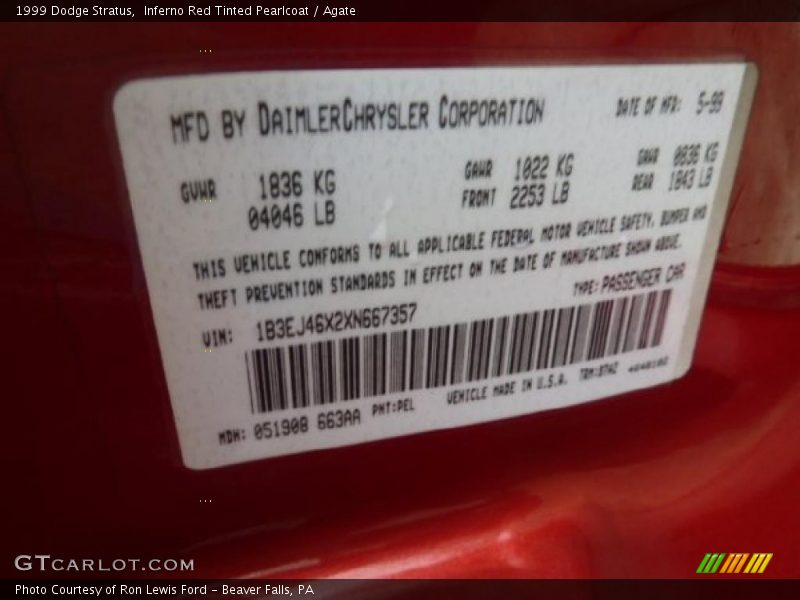 1999 Dodge Stratus, Inferno Red Tinted Pearlcoat / Agate
MFD BY DAIMLERCHRYSLER CORPORATION DATE OF MFR: 5-99
GVWR 1836 KG GAWR 1022 KG GAWR 0836 KG
04046 LB FRONT 2253 LB REAR 1843 LB
THIS VEHICLE CONFORMS TO ALL APPLICABLE FEDERAL MOTOR VEHICLE SAFETY, BUMPER AND
THEFT PREVENTION STANDARDS IN EFFECT ON THE DATE OF MANUFACTURE SHOWN ABOVE.
VIN: 1B3EJ46X2XN667357 TYPE: PASSENGER CAR
MDH: 051908 663AA PNT:PEL VEHICLE MADE IN U.S.A.
GTCARLOT.COM
Photo Courtesy of Ron Lewis Ford - Beaver Falls, PA